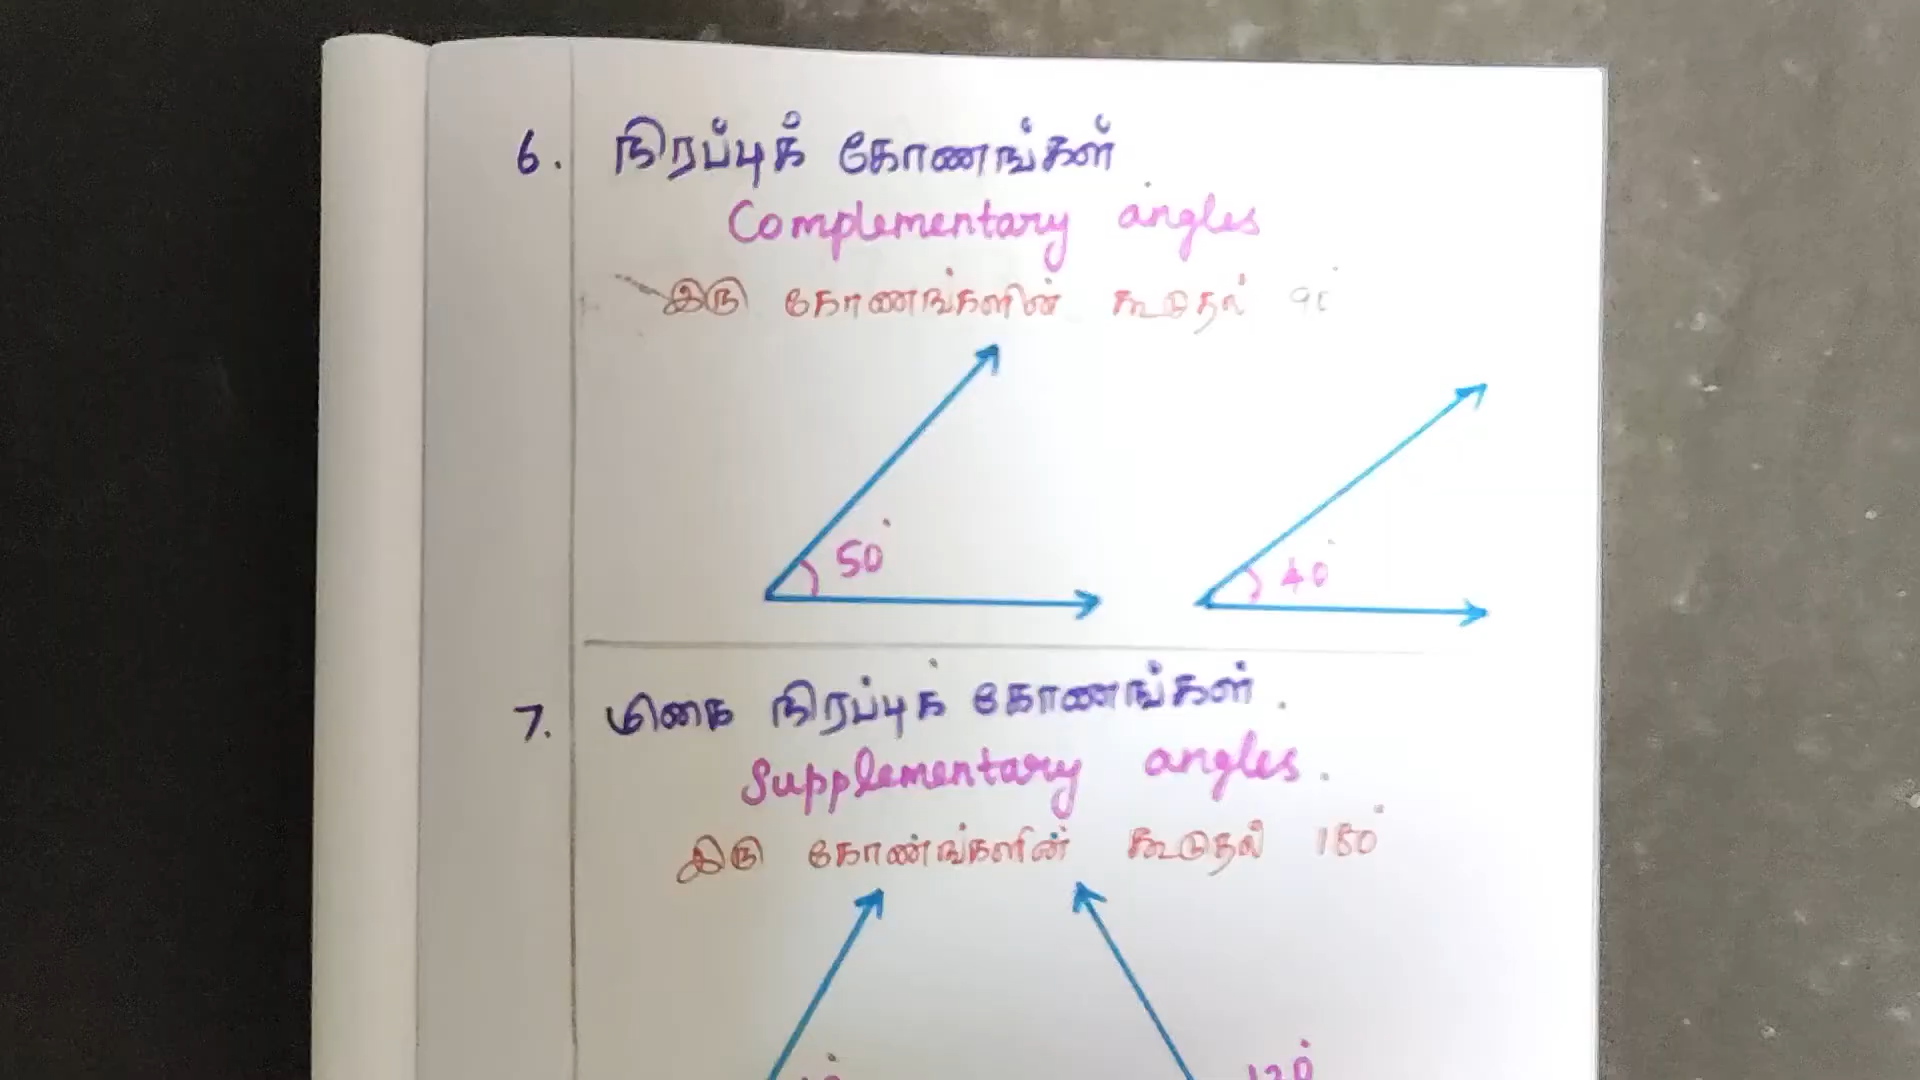 6. நிரப்புக் கோணங்கள்
Complementary angles
இரு கோணங்களின் கூடுதல் 90°
50°
40°
7. மிகை நிரப்புக் கோணங்கள்.
Supplementary angles.
இரு கோண்ங்களின் கூடுதல் 180°
120°